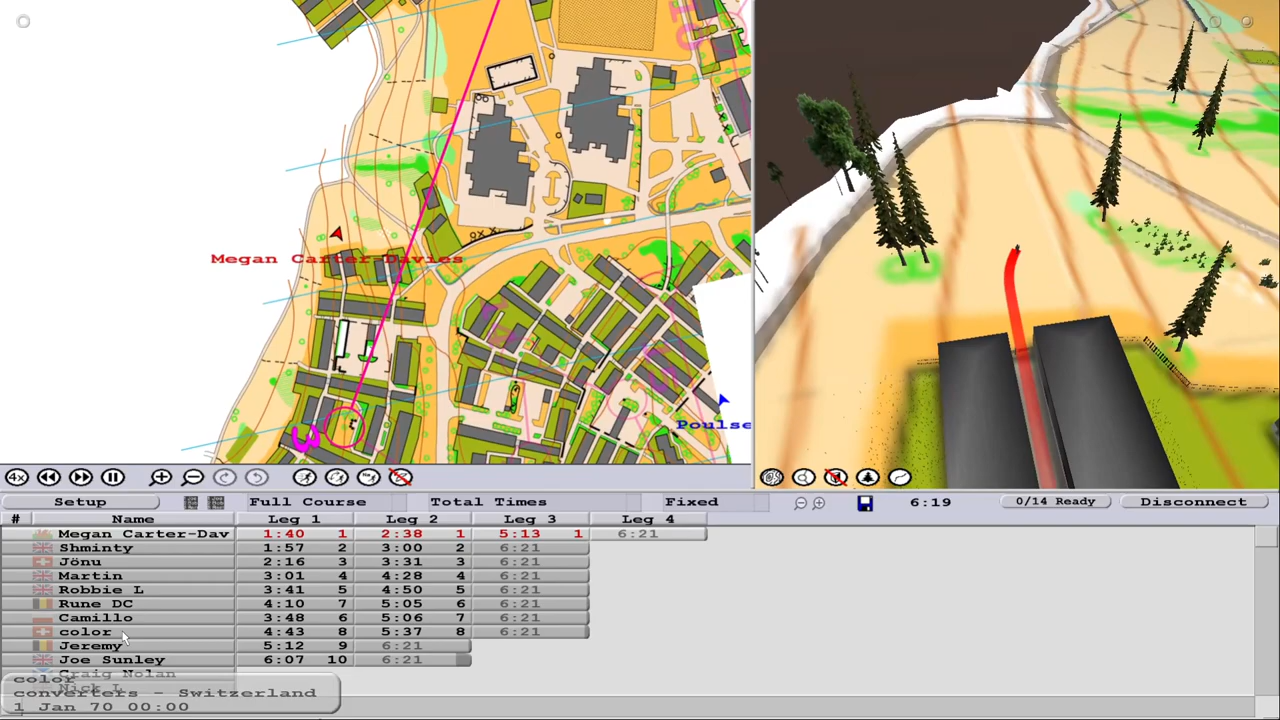 Megan Carter-Davies
3
Poulse
4x
Setup
Full Course
Total Times
Fixed
6:19
0/14 Ready
Disconnect
# Name Leg 1 Leg 2 Leg 3 Leg 4
Megan Carter-Dav 1:40 1 2:38 1 5:13 1 6:21
Shminty 1:57 2 3:00 2 6:21
Jönu 2:16 3 3:31 3 6:21
Martin 3:01 4 4:28 4 6:21
Robbie L 3:41 5 4:50 5 6:21
Rune DC 4:10 7 5:05 6 6:21
Camillo 3:48 6 5:06 7 6:21
color 4:43 8 5:37 8 6:21
Jeremy 5:12 9 6:21
Joe Sunley 6:07 10 6:21
Craig Nolan
Nick L
color
converters - Switzerland
1 Jan 70 00:00